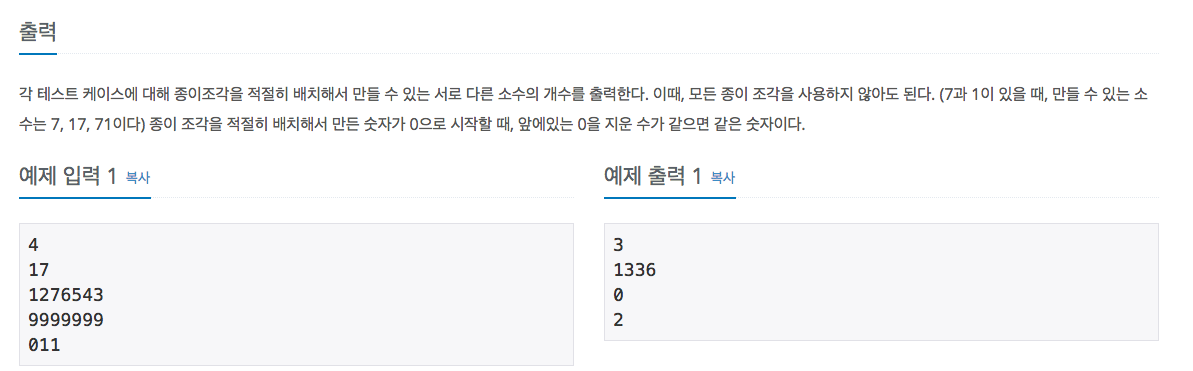 출력
각 테스트 케이스에 대해 종이조각을 적절히 배치해서 만들 수 있는 서로 다른 소수의 개수를 출력한다. 이때, 모든 종이 조각을 사용하지 않아도 된다. (7과 1이 있을 때, 만들 수 있는 소
수는 7, 17, 71이다) 종이 조각을 적절히 배치해서 만든 숫자가 0으로 시작할 때, 앞에있는 0을 지운 수가 같으면 같은 숫자이다.
예제 입력 1 복사
4
17
1276543
9999999
011
예제 출력 1 복사
3
1336
0
2